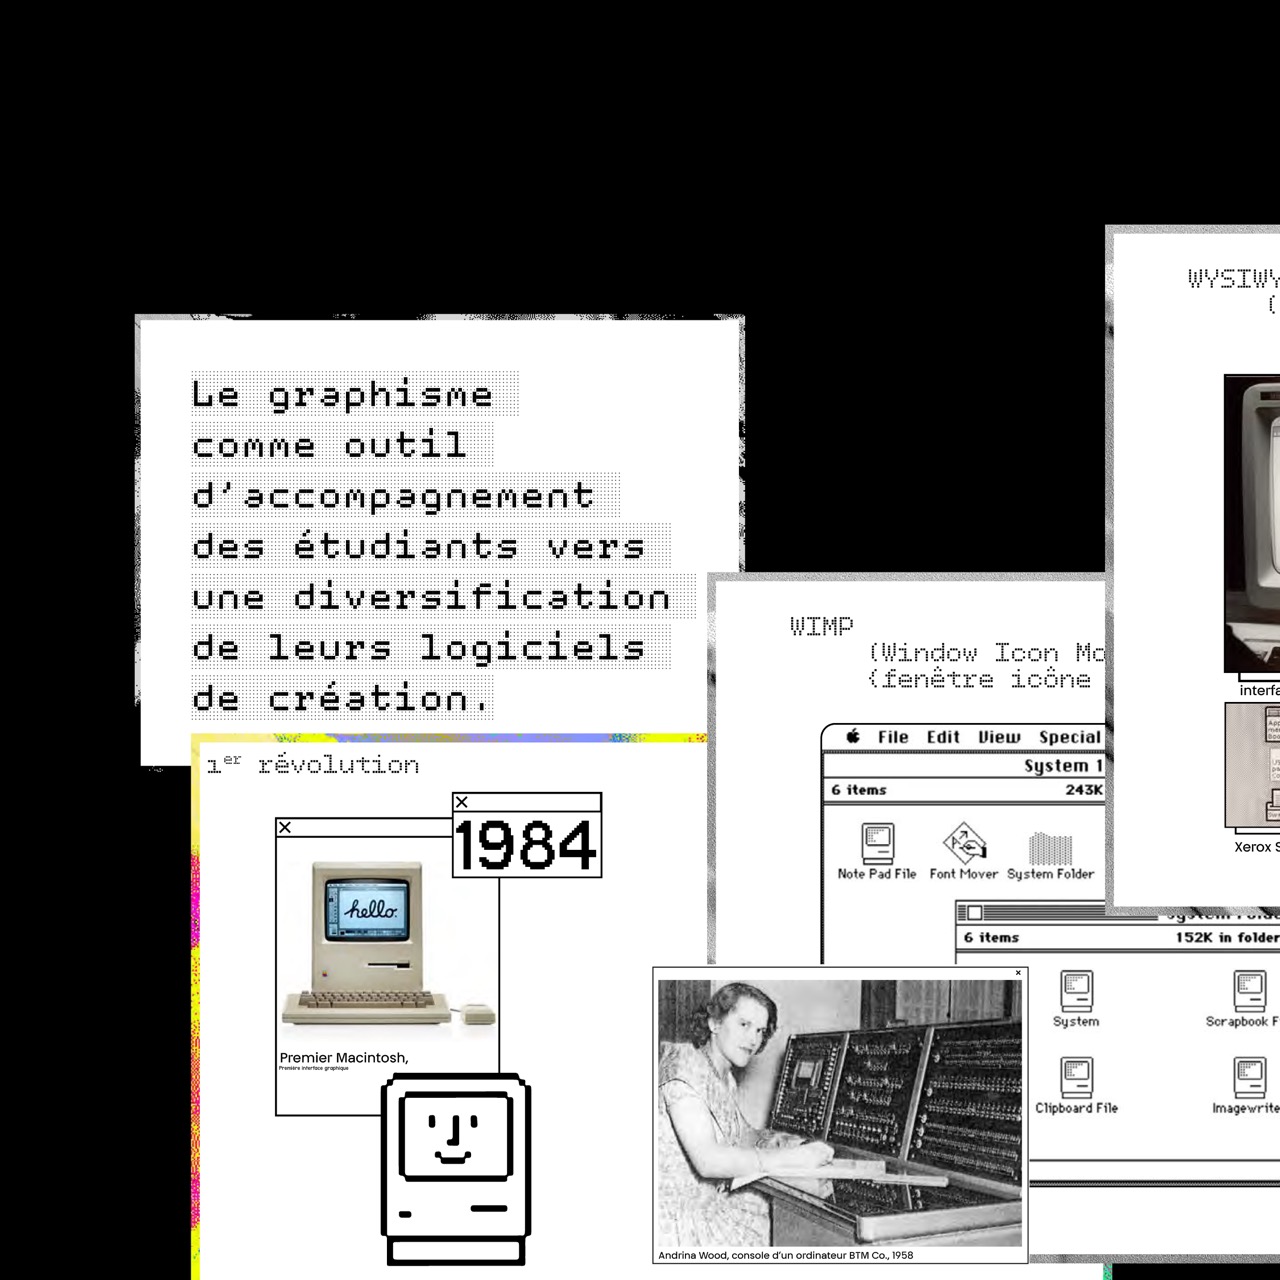 Le graphisme
comme outil
d'accompagnement
des étudiants vers
une diversification
de leurs logiciels
de création.
1er révolution
1984
hello.
Premier Macintosh,
Première interface graphique
WIMP
(Window Icon Mo
(fenêtre icône
File Edit View Special
System 1
6 items 243K
Note Pad File Font Mover System Folder
6 items 152K in folder
System Scrapbook F
Clipboard File Imagewrite
Andrina Wood, console d'un ordinateur BTM Co., 1958
WYSIWY
(
interfa
Xerox S